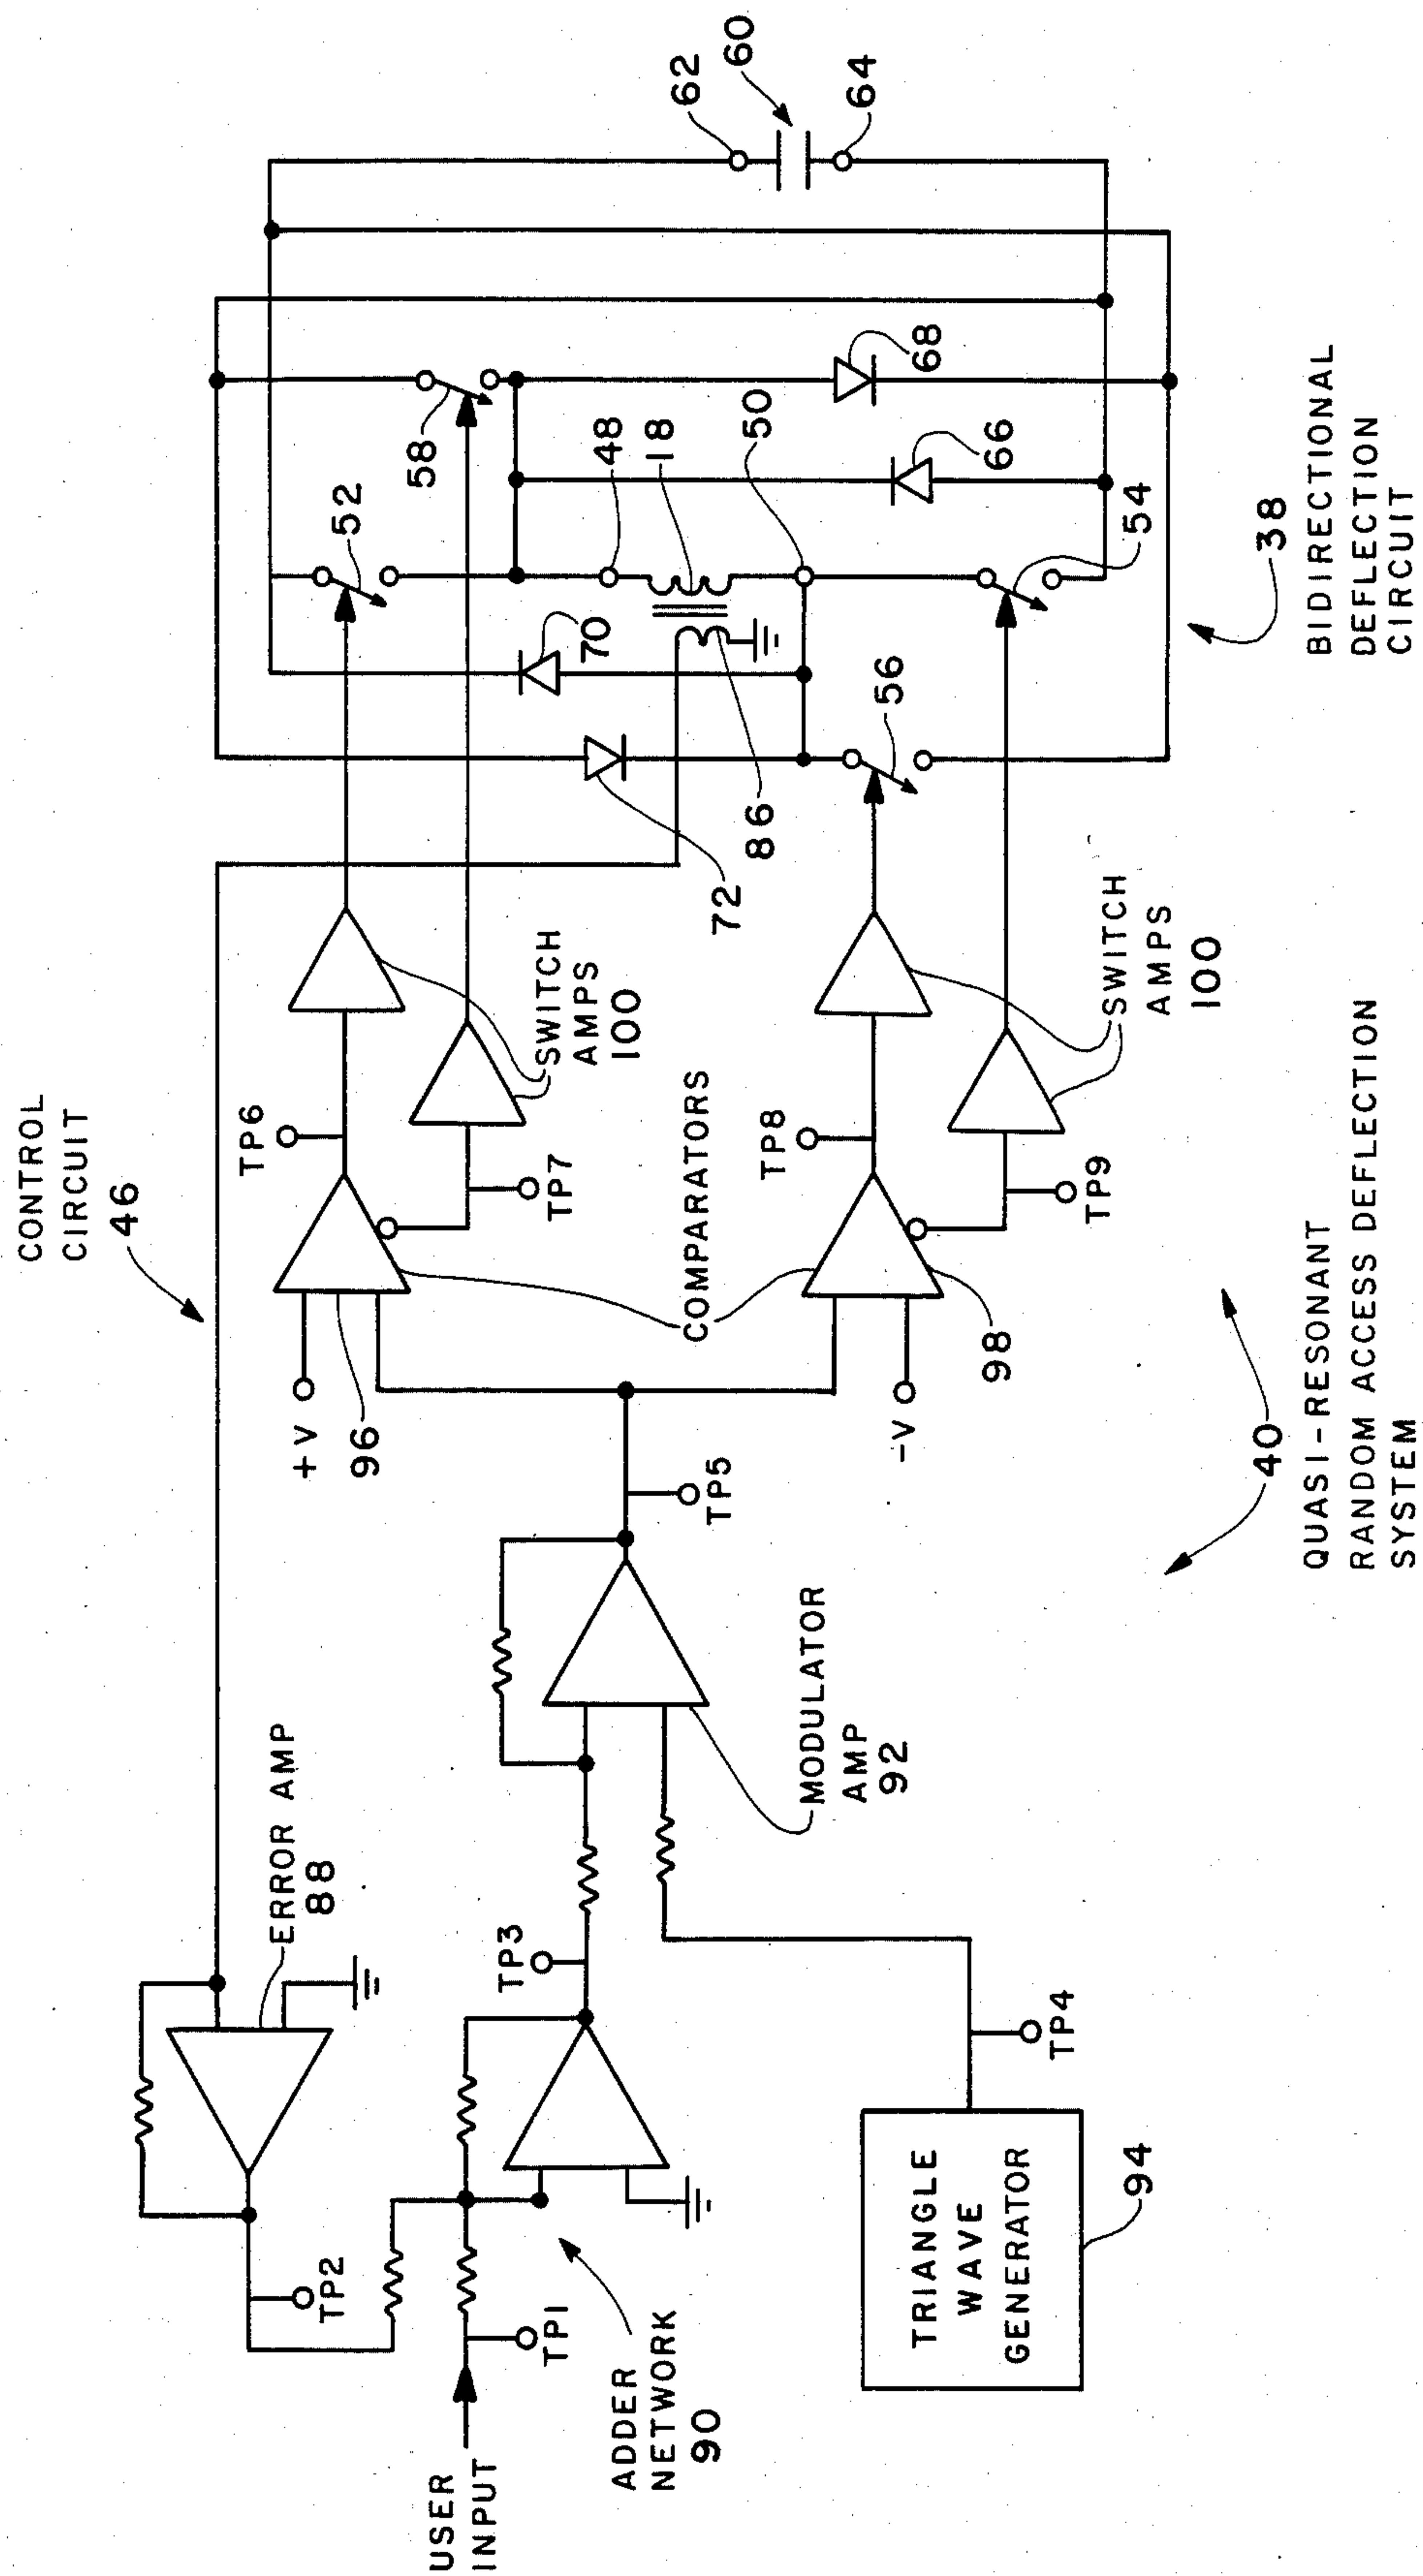 CONTROL
CIRCUIT
46
ERROR AMP
88
TP2
USER
INPUT
TP1
ADDER
NETWORK
90
TP3
TRIANGLE
WAVE
GENERATOR
94
TP4
MODULATOR
AMP
92
TP5
+V
96
-V
98
COMPARATORS
TP6
TP7
TP8
TP9
SWITCH
AMPS
100
SWITCH
AMPS
100
52
58
70
72
86
48
18
50
56
54
66
68
62
60
64
38
BIDIRECTIONAL
DEFLECTION
CIRCUIT
40
QUASI-RESONANT
RANDOM ACCESS DEFLECTION
SYSTEM